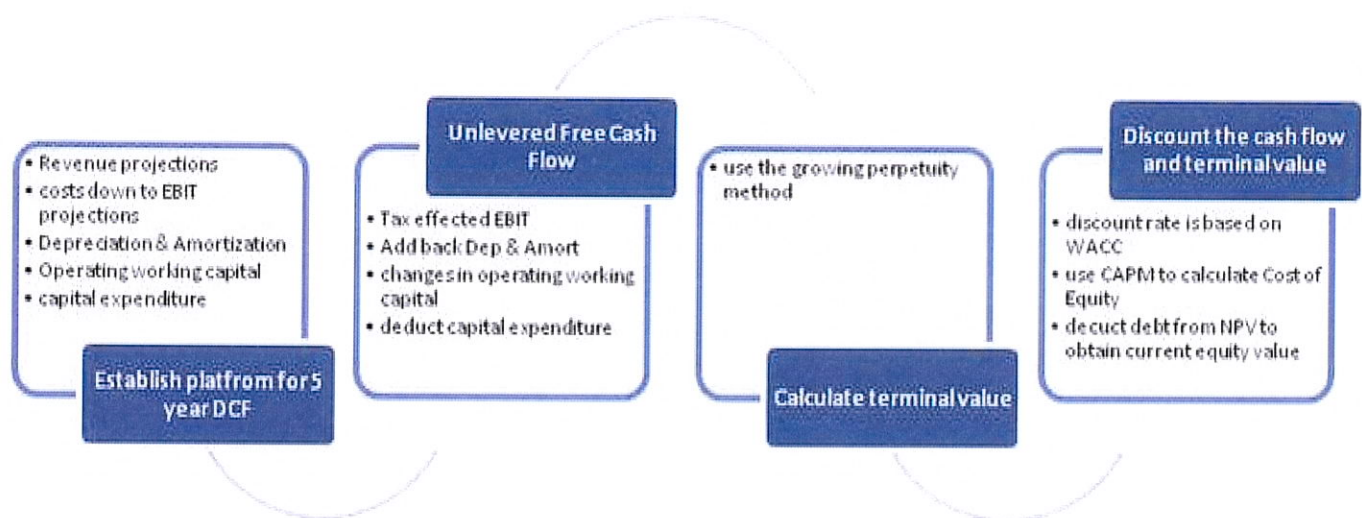 • Revenue projections
• costs down to EBIT
projections
• Depreciation & Amortization
• Operating working capital
• capital expenditure
Establish platfrom for 5
year DCF
Unlevered Free Cash
Flow
• Tax effected EBIT
• Add back Dep & Amort
• changes in operating working
capital
• deduct capital expenditure
• use the growing perpetuity
method
Calculate terminal value
Discount the cash flow
and terminal value
• discount rate is based on
WACC
• use CAPM to calculate Cost of
Equity
• decuct debt from NPV to
obtain current equity value